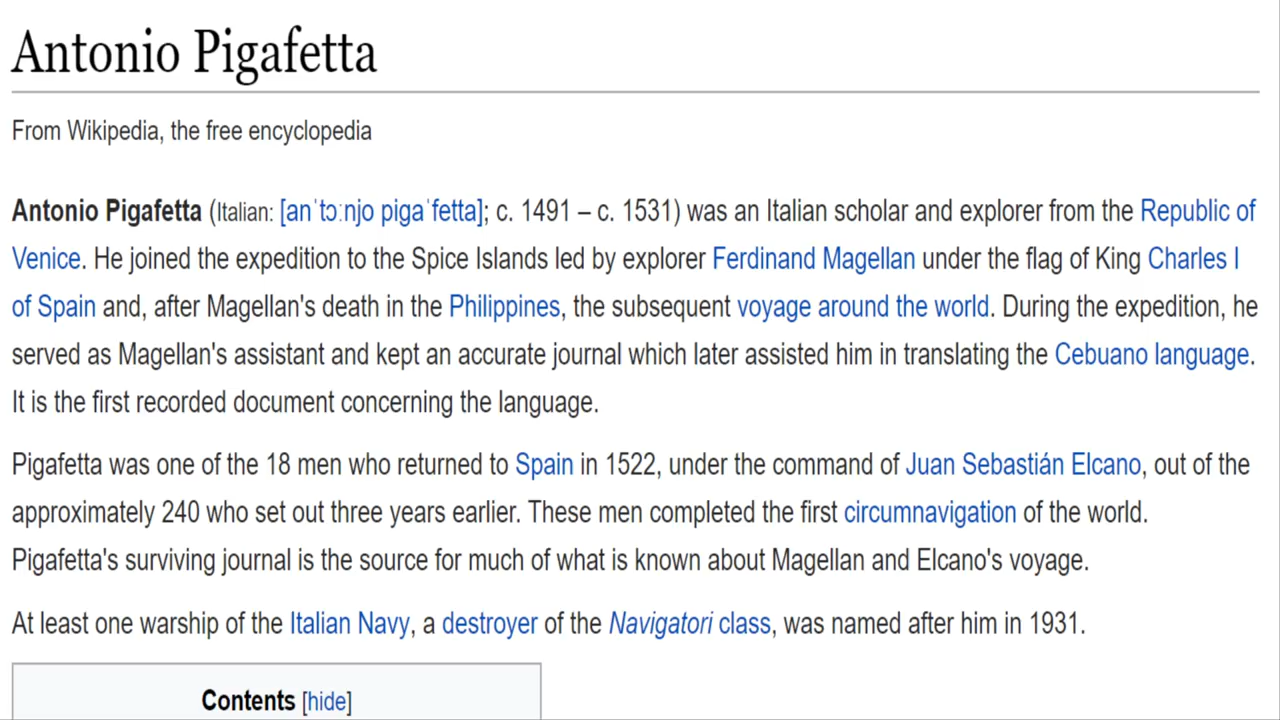 Antonio Pigafetta
From Wikipedia, the free encyclopedia
Antonio Pigafetta (Italian: [anˈtɔːnjo pigaˈfetta]; c. 1491 – c. 1531) was an Italian scholar and explorer from the Republic of
Venice. He joined the expedition to the Spice Islands led by explorer Ferdinand Magellan under the flag of King Charles I
of Spain and, after Magellan's death in the Philippines, the subsequent voyage around the world. During the expedition, he
served as Magellan's assistant and kept an accurate journal which later assisted him in translating the Cebuano language.
It is the first recorded document concerning the language.
Pigafetta was one of the 18 men who returned to Spain in 1522, under the command of Juan Sebastián Elcano, out of the
approximately 240 who set out three years earlier. These men completed the first circumnavigation of the world.
Pigafetta's surviving journal is the source for much of what is known about Magellan and Elcano's voyage.
At least one warship of the Italian Navy, a destroyer of the Navigatori class, was named after him in 1931.
Contents [hide]